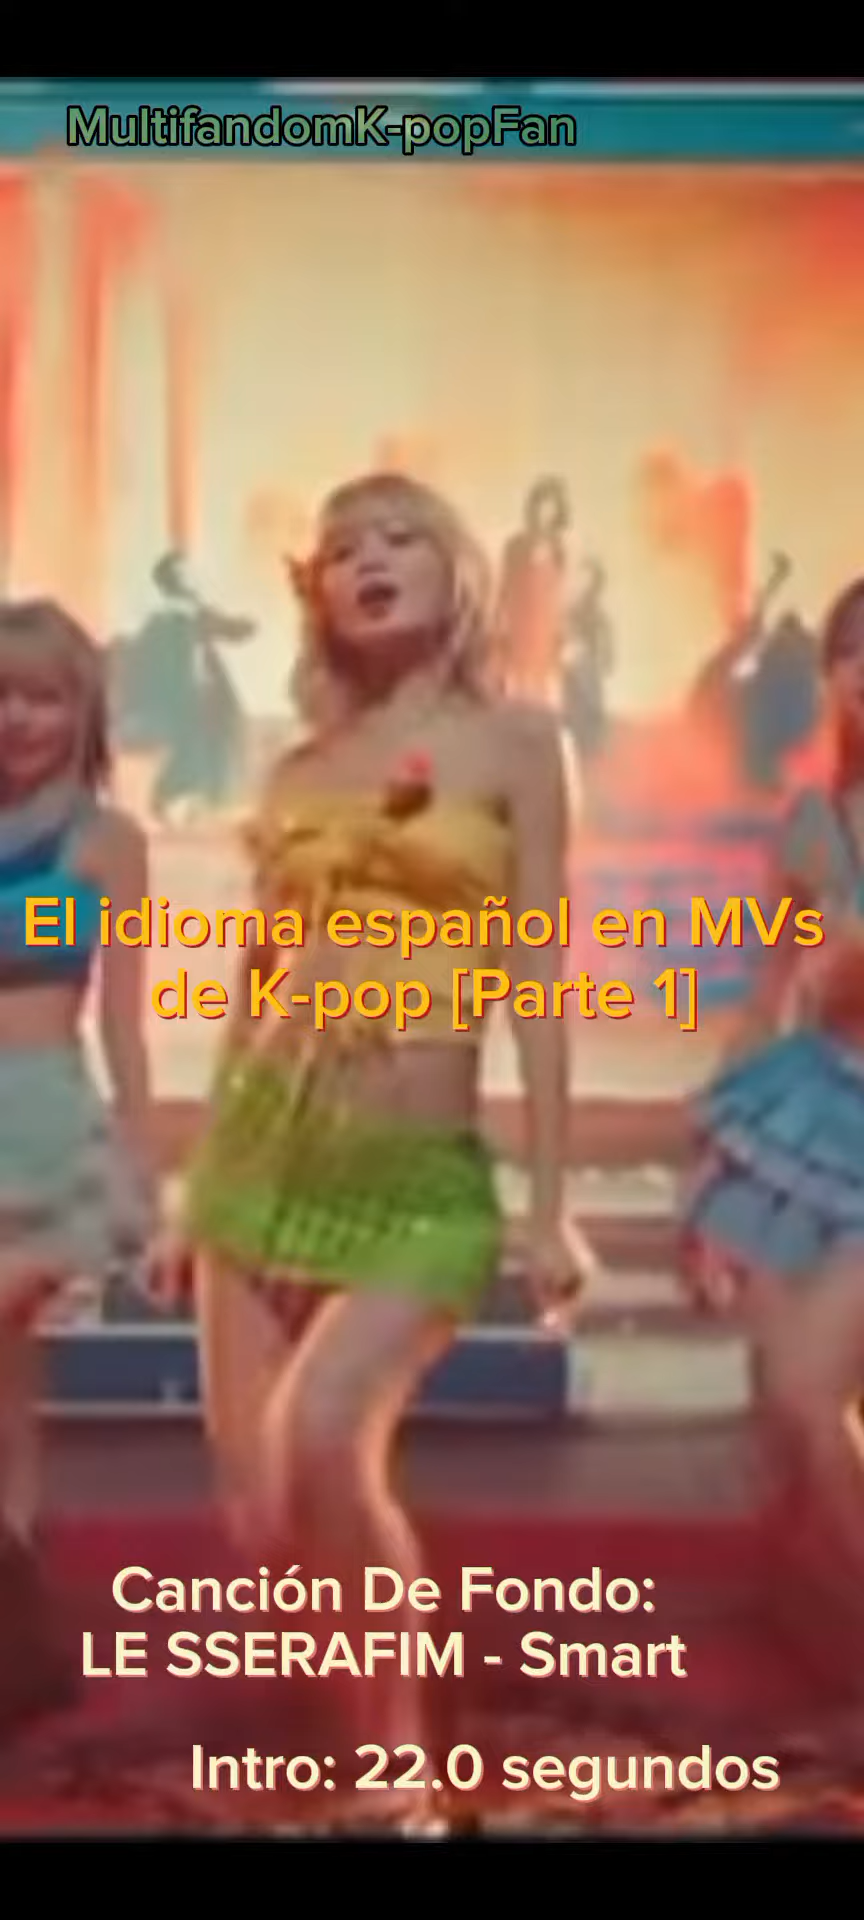 MultifandomK-popFan
El idioma español en MVs
de K-pop [Parte 1]
Canción De Fondo:
LE SSERAFIM - Smart
Intro: 22.0 segundos